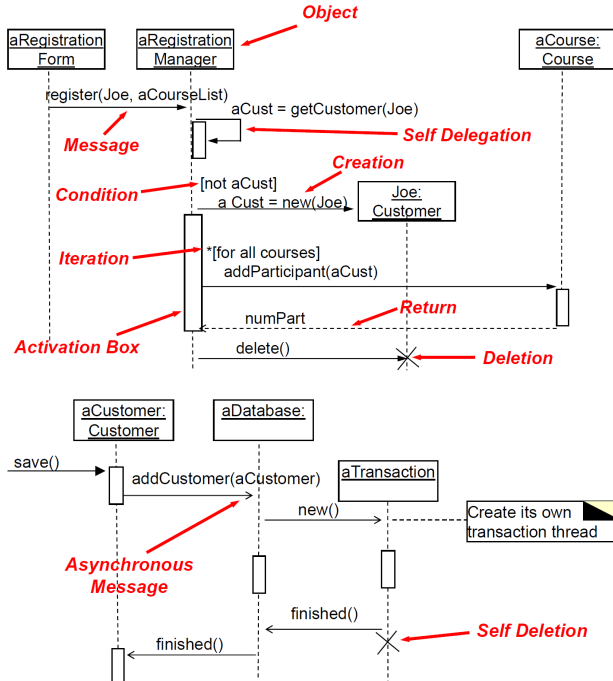 Object
aRegistration
Form
aRegistration
Manager
aCourse:
Course
register(Joe, aCourseList)
aCust = getCustomer(Joe)
Message
Self Delegation
Creation
Condition
[not aCust]
a Cust = new(Joe)
Joe:
Customer
Iteration
*[for all courses]
addParticipant(aCust)
Return
numPart
Activation Box
delete()
Deletion
aCustomer:
Customer
aDatabase:
save()
addCustomer(aCustomer)
aTransaction
new()
Create its own
transaction thread
Asynchronous
Message
finished()
Self Deletion
finished()